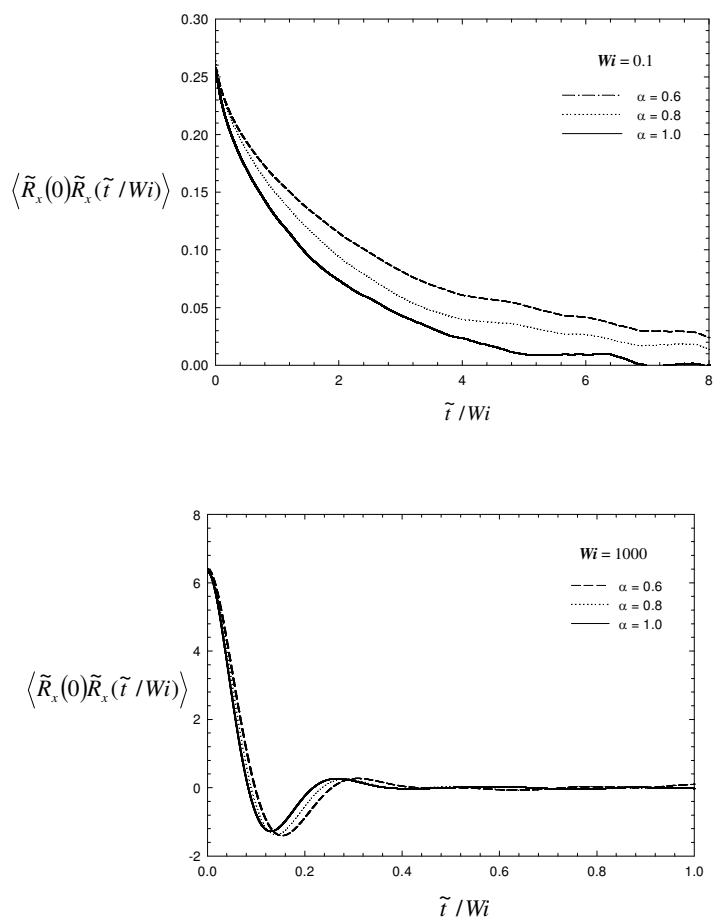 0.30
Wi = 0.1
0.25
α = 0.6
α = 0.8
0.20
α = 1.0
⟨R̃ₓ(0)R̃ₓ(t̃ /Wi)⟩
0.15
0.10
0.05
0.00
0 2 4 6 8
t̃ /Wi
8
Wi = 1000
6
α = 0.6
α = 0.8
4
α = 1.0
⟨R̃ₓ(0)R̃ₓ(t̃ /Wi)⟩
2
0
-2
0.0 0.2 0.4 0.6 0.8 1.0
t̃ /Wi